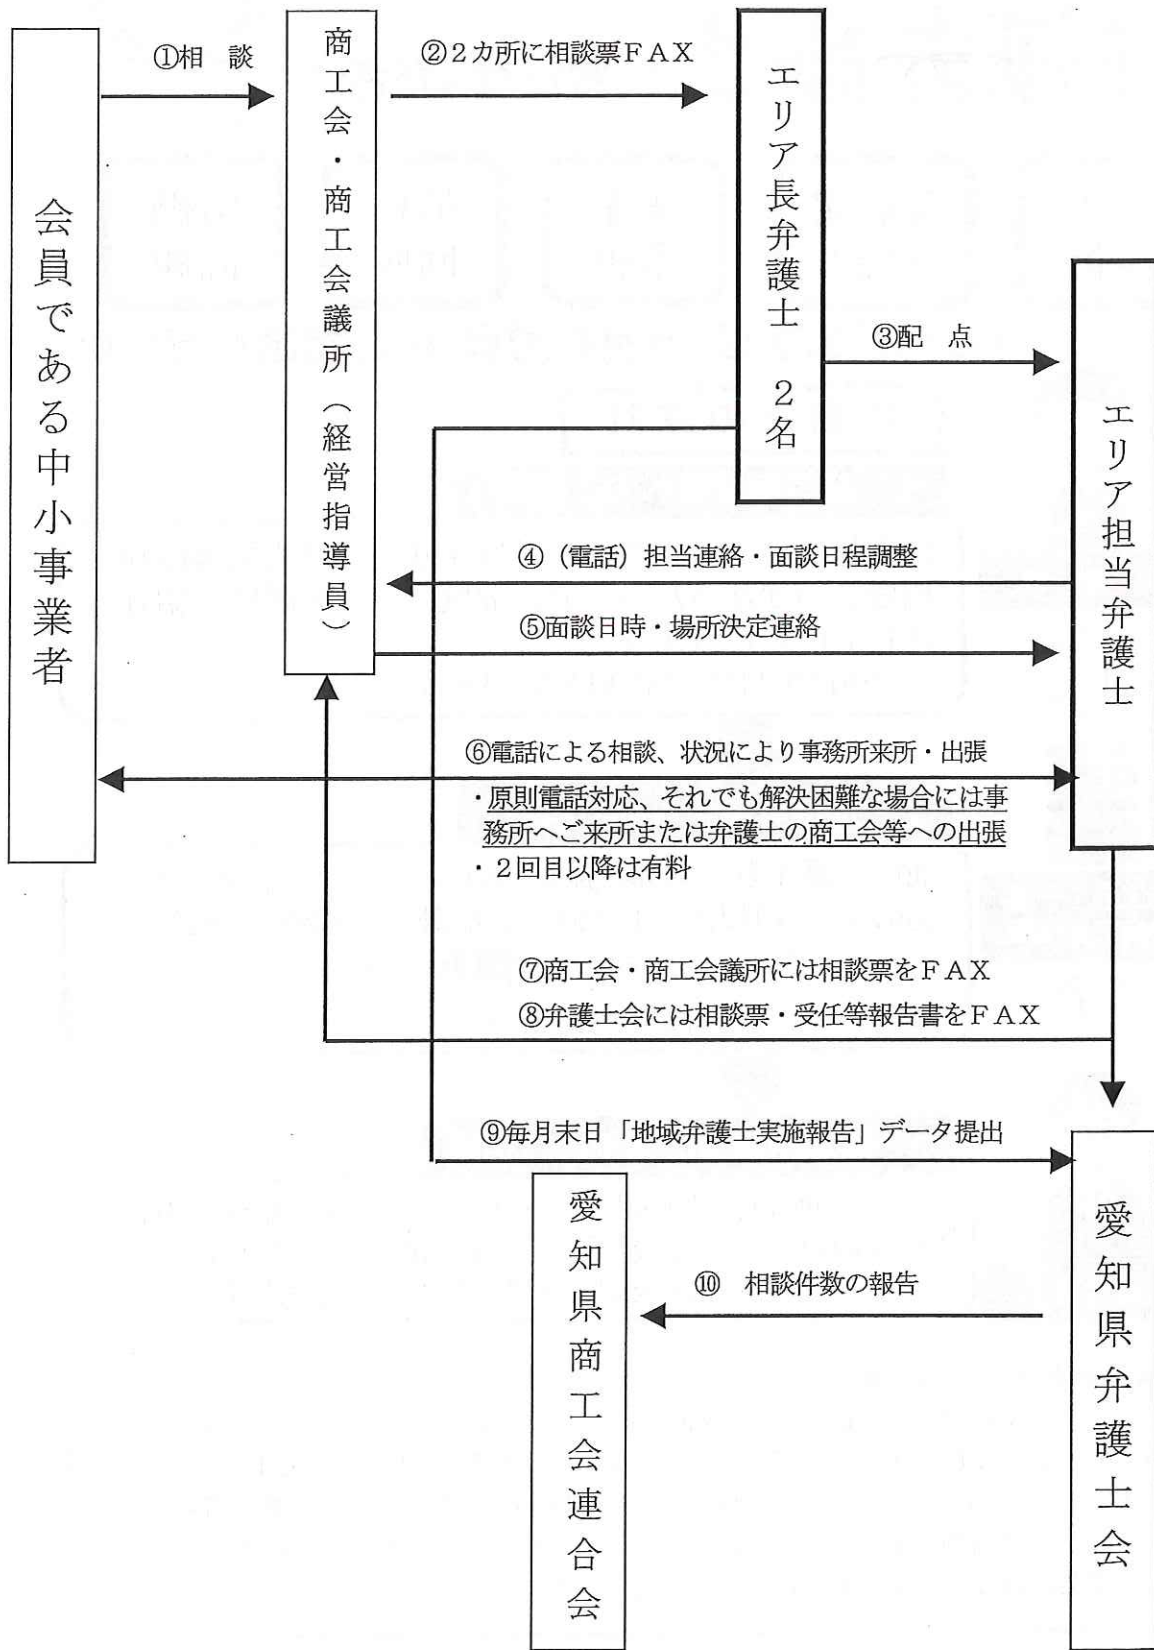 会員である中小事業者
①相　談
商工会・商工会議所（経営指導員）
②２カ所に相談票ＦＡＸ
エリア長弁護士　２名
③配　点
エリア担当弁護士
④（電話）担当連絡・面談日程調整
⑤面談日時・場所決定連絡
⑥電話による相談、状況により事務所来所・出張
・原則電話対応、それでも解決困難な場合には事
務所へご来所または弁護士の商工会等への出張
・２回目以降は有料
⑦商工会・商工会議所には相談票をＦＡＸ
⑧弁護士会には相談票・受任等報告書をＦＡＸ
⑨毎月末日「地域弁護士実施報告」データ提出
愛知県商工会連合会
⑩　相談件数の報告
愛知県弁護士会